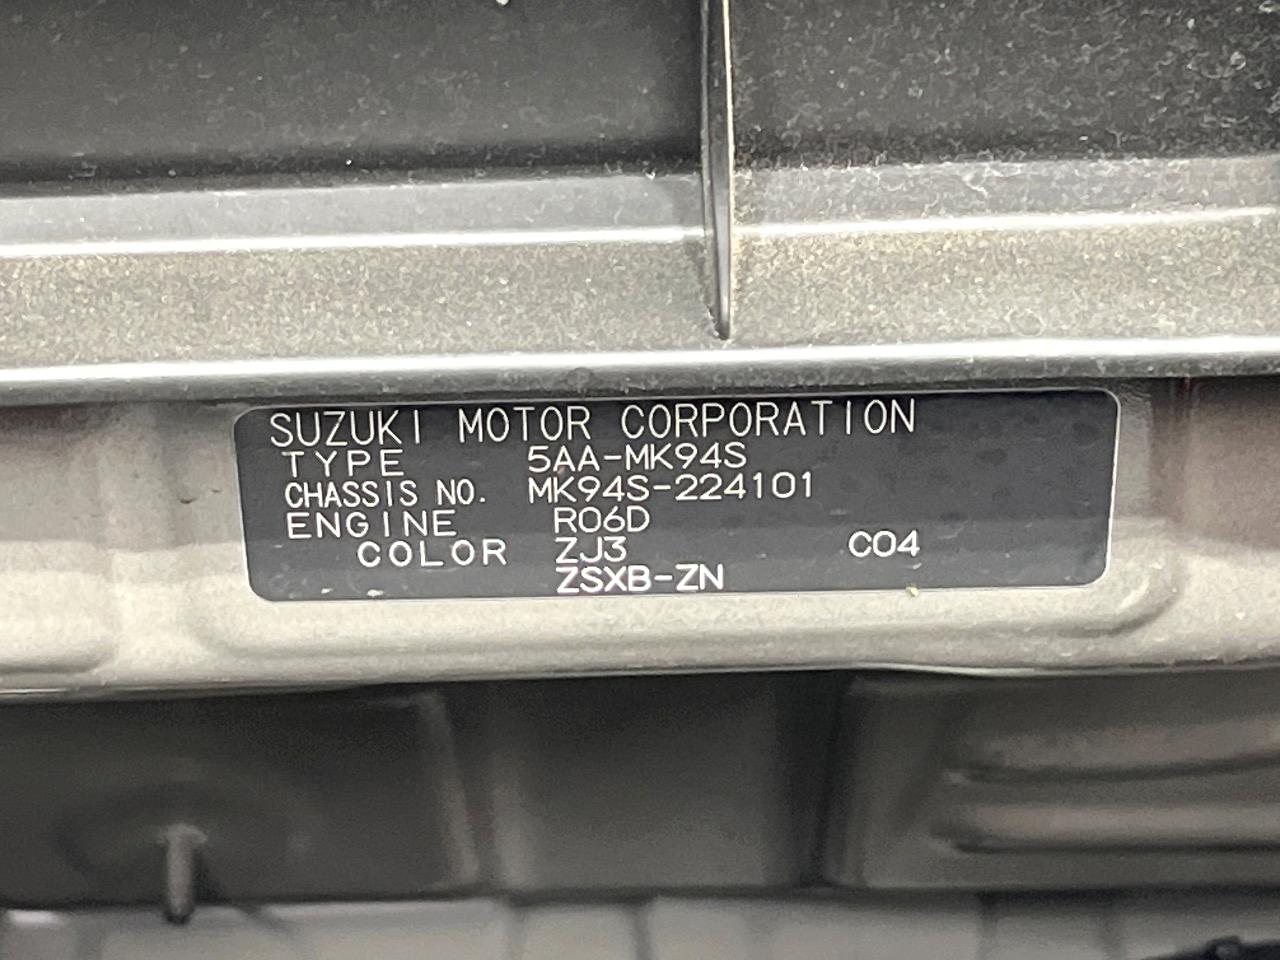 SUZUKI MOTOR CORPORATION
TYPE 5AA-MK94S
CHASSIS NO. MK94S-224101
ENGINE R06D
COLOR ZJ3 C04
ZSXB-ZN